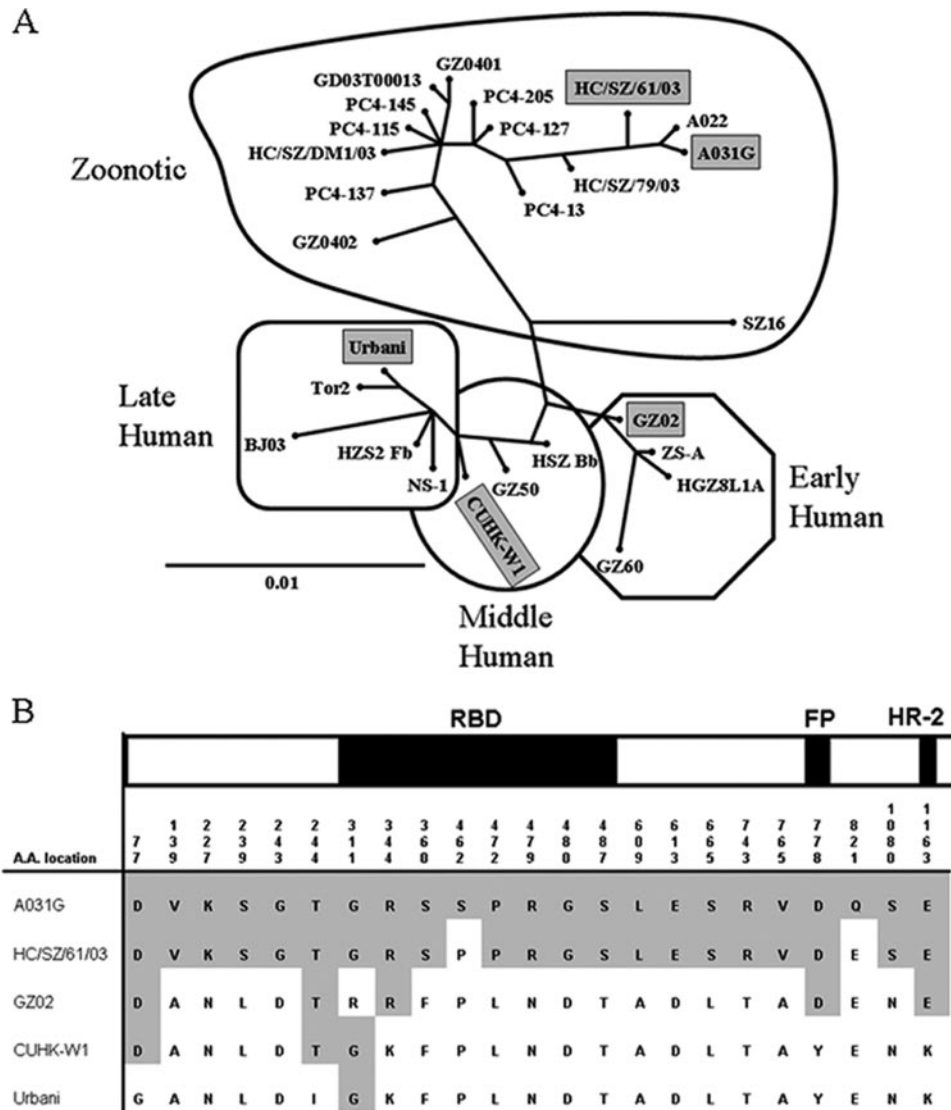 A
GZ0401
GD03T00013
HC/SZ/61/03
PC4-145
PC4-205
PC4-115
PC4-127
A022
HC/SZ/DM1/03
A031G
Zoonotic
HC/SZ/79/03
PC4-137
PC4-13
GZ0402
SZ16
Urbani
Late
Human
Tor2
GZ02
BJ03
HZS2 Fb
HSZ Bb
ZS-A
NS-1
GZ50
HGZ8L1A
Early
Human
CUHK-W1
0.01
GZ60
Middle
Human
B
RBD FP HR-2
A.A. location 77 139 227 239 243 244 311 344 360 462 472 479 480 487 609 613 665 743 765 778 821 1080 1163
A031G D V K S G T G R S S P R G S L E S R V D Q S E
HC/SZ/61/03 D V K S G T G R S P P R G S L E S R V D E S E
GZ02 D A N L D T R R F P L N D T A D L T A D E N E
CUHK-W1 D A N L D T G K F P L N D T A D L T A Y E N K
Urbani G A N L D I G K F P L N D T A D L T A Y E N K